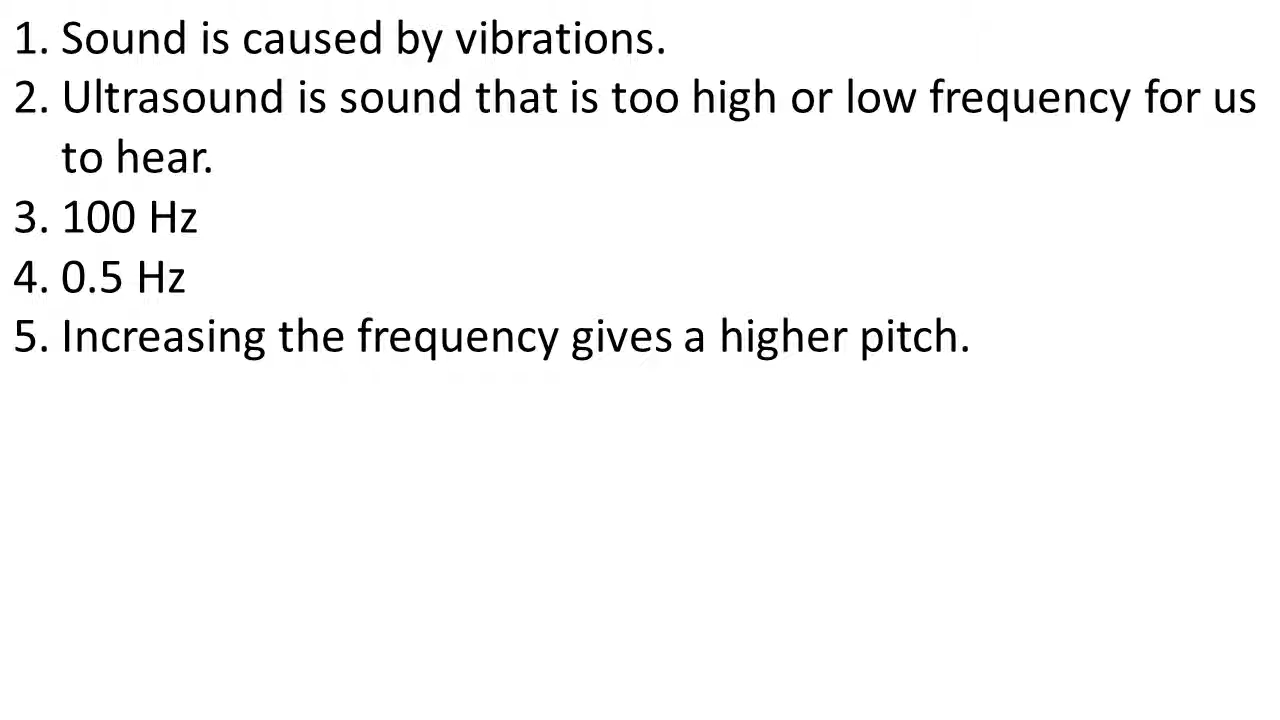 1. Sound is caused by vibrations.
2. Ultrasound is sound that is too high or low frequency for us
to hear.
3. 100 Hz
4. 0.5 Hz
5. Increasing the frequency gives a higher pitch.